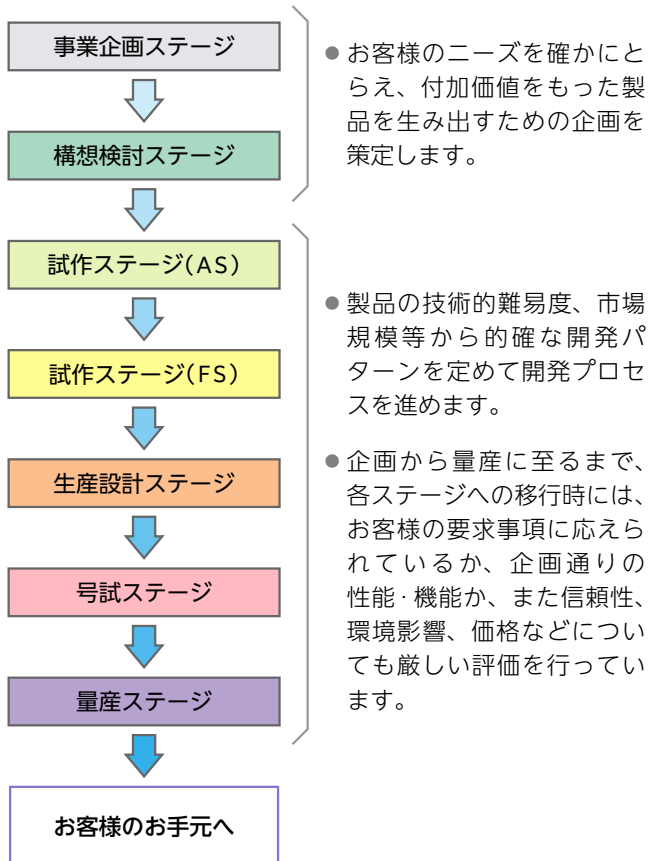 事業企画ステージ
構想検討ステージ
● お客様のニーズを確かにと
らえ、付加価値をもった製
品を生み出すための企画を
策定します。
試作ステージ(AS)
試作ステージ(FS)
生産設計ステージ
号試ステージ
量産ステージ
● 製品の技術的難易度、市場
規模等から的確な開発パ
ターンを定めて開発プロセ
スを進めます。
● 企画から量産に至るまで、
各ステージへの移行時には、
お客様の要求事項に応えら
れているか、企画通りの
性能·機能か、また信頼性、
環境影響、価格などについ
ても厳しい評価を行ってい
ます。
お客様のお手元へ